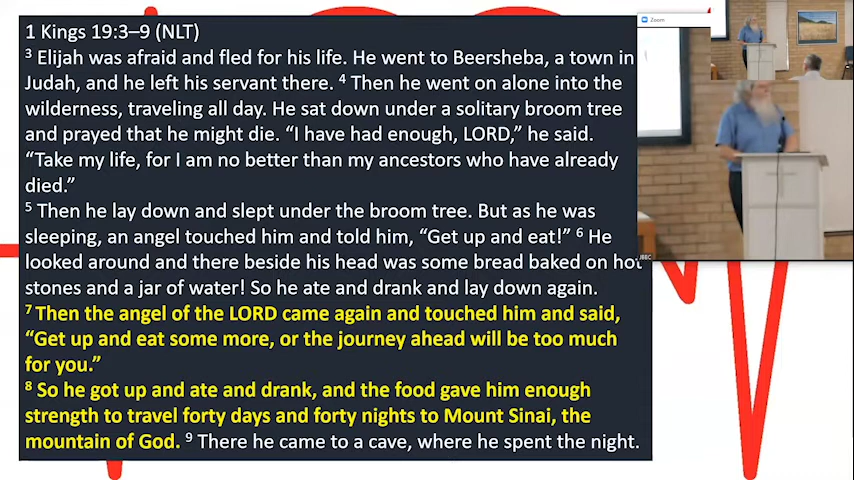 1 Kings 19:3–9 (NLT)
3 Elijah was afraid and fled for his life. He went to Beersheba, a town in
Judah, and he left his servant there. 4 Then he went on alone into the
wilderness, traveling all day. He sat down under a solitary broom tree
and prayed that he might die. “I have had enough, LORD,” he said.
“Take my life, for I am no better than my ancestors who have already
died.”
5 Then he lay down and slept under the broom tree. But as he was
sleeping, an angel touched him and told him, “Get up and eat!” 6 He
looked around and there beside his head was some bread baked on hot
stones and a jar of water! So he ate and drank and lay down again.
7 Then the angel of the LORD came again and touched him and said,
“Get up and eat some more, or the journey ahead will be too much
for you.”
8 So he got up and ate and drank, and the food gave him enough
strength to travel forty days and forty nights to Mount Sinai, the
mountain of God. 9 There he came to a cave, where he spent the night.
Zoom